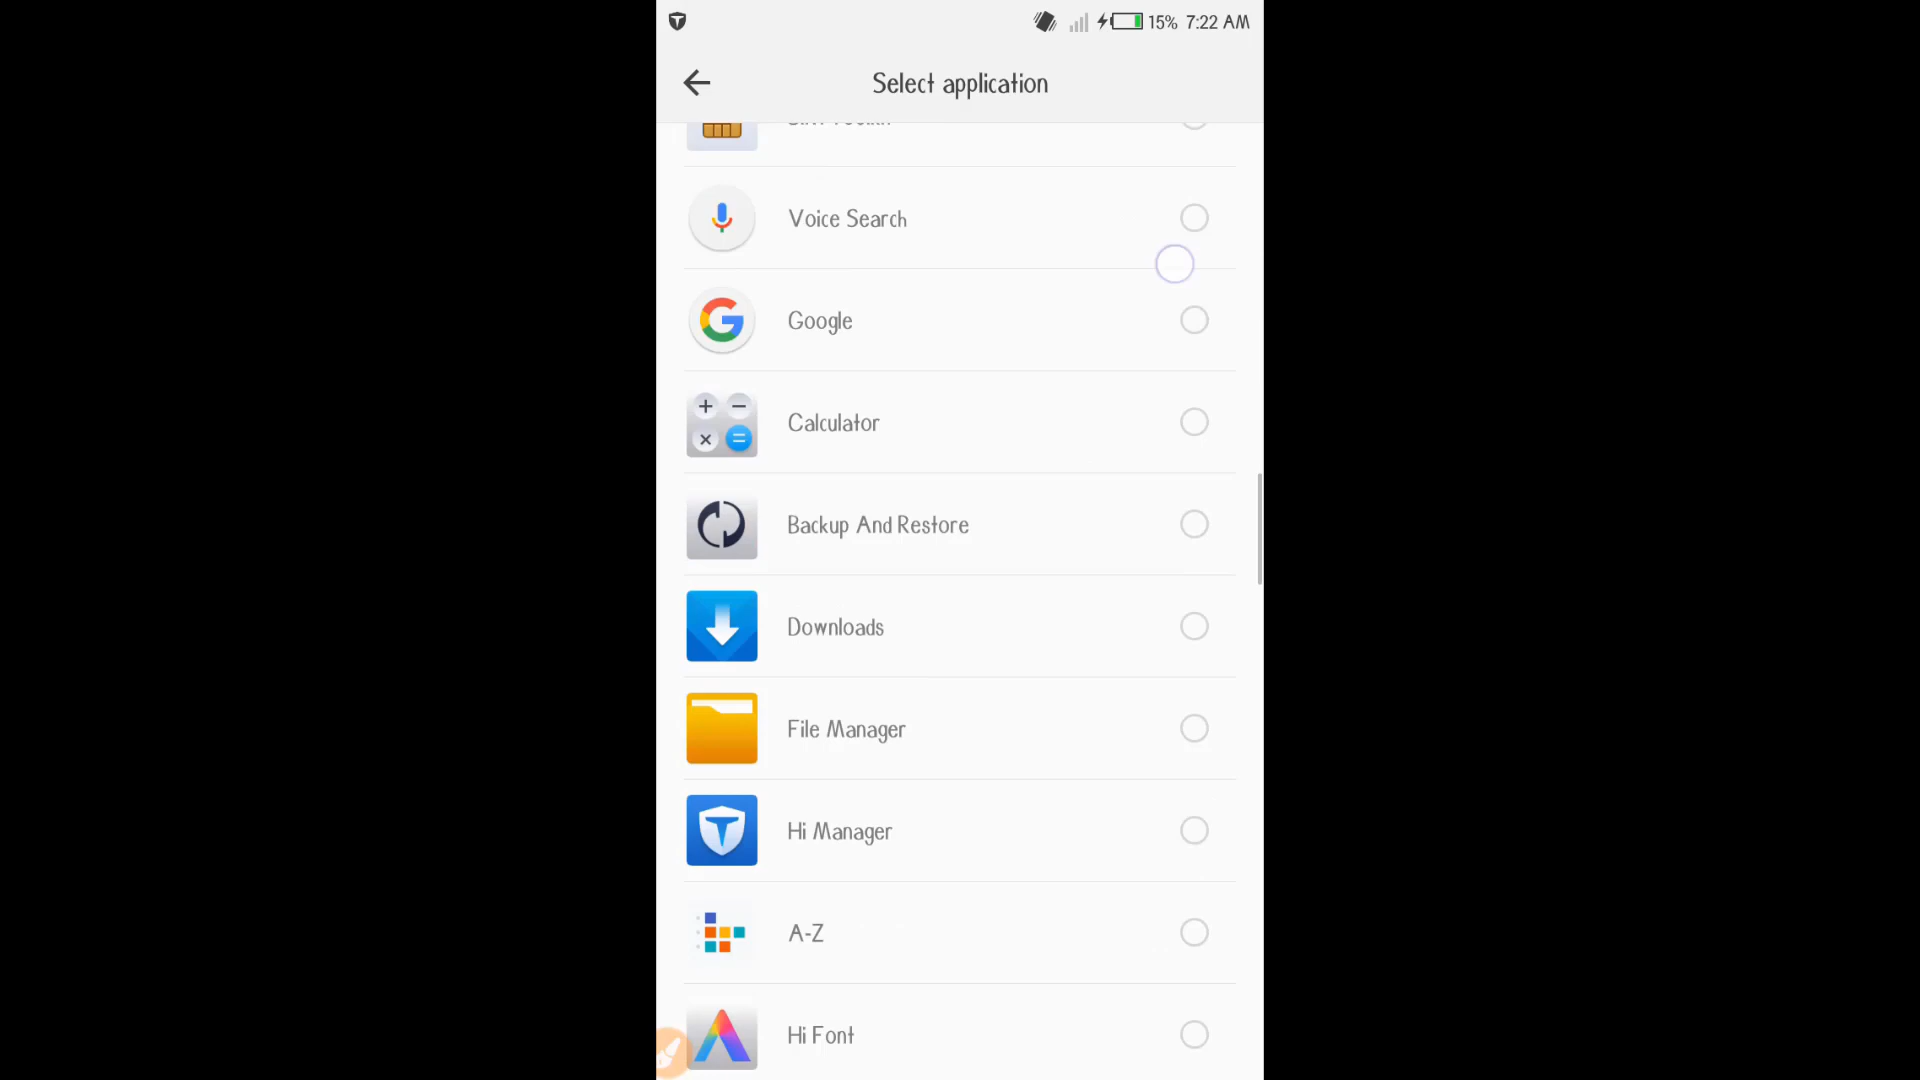 15% 7:22 AM
Select application
Voice Search
Google
Calculator
Backup And Restore
Downloads
File Manager
Hi Manager
A-Z
Hi Font